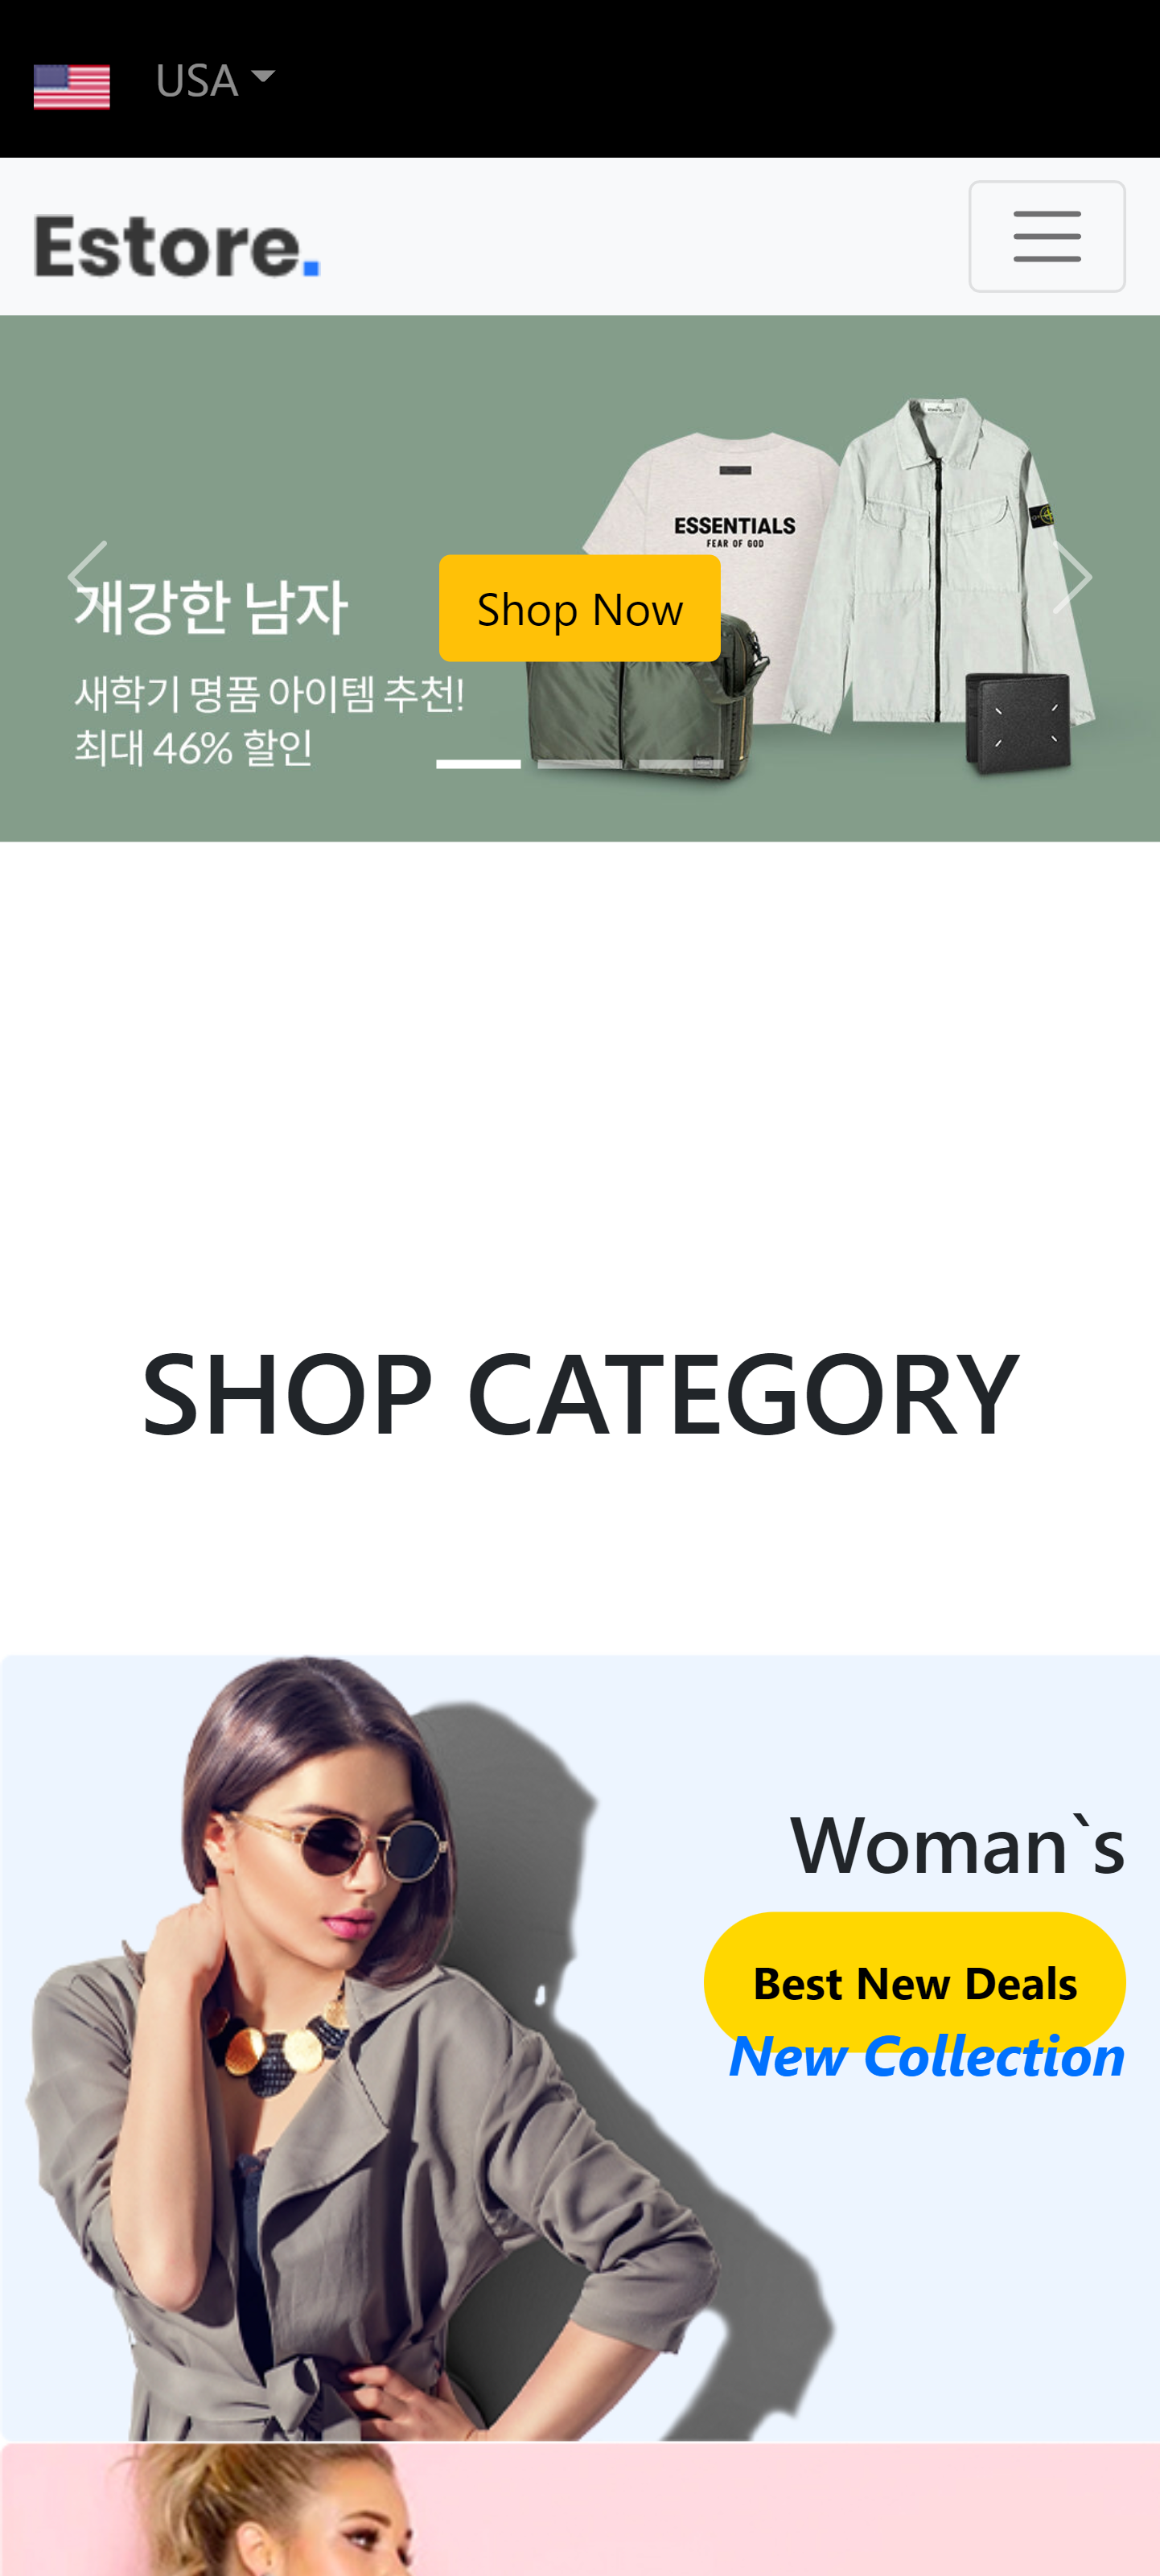 USA
Estore.
ESSENTIALS
FEAR OF GOD
개강한 남자
Shop Now
새학기 명품 아이템 추천!
최대 46% 할인
SHOP CATEGORY
Woman`s
Best New Deals
New Collection